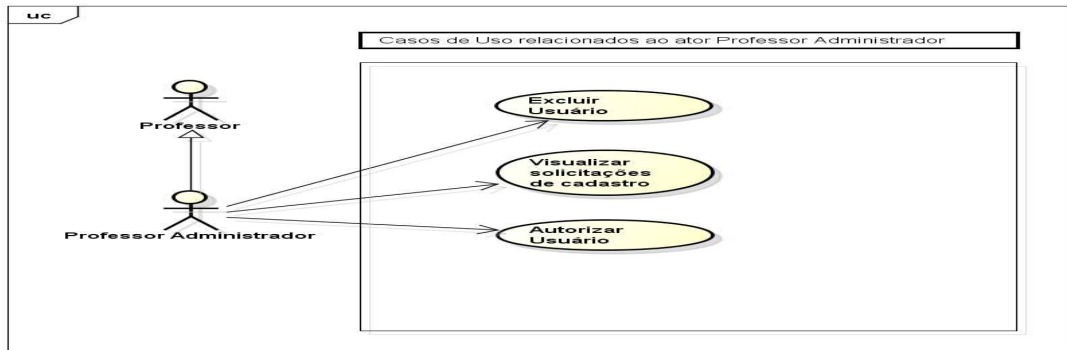 uc
Casos de Uso relacionados ao ator Professor Administrador
Professor
Professor Administrador
Excluir
Usuário
Visualizar
solicitações
de cadastro
Autorizar
Usuário